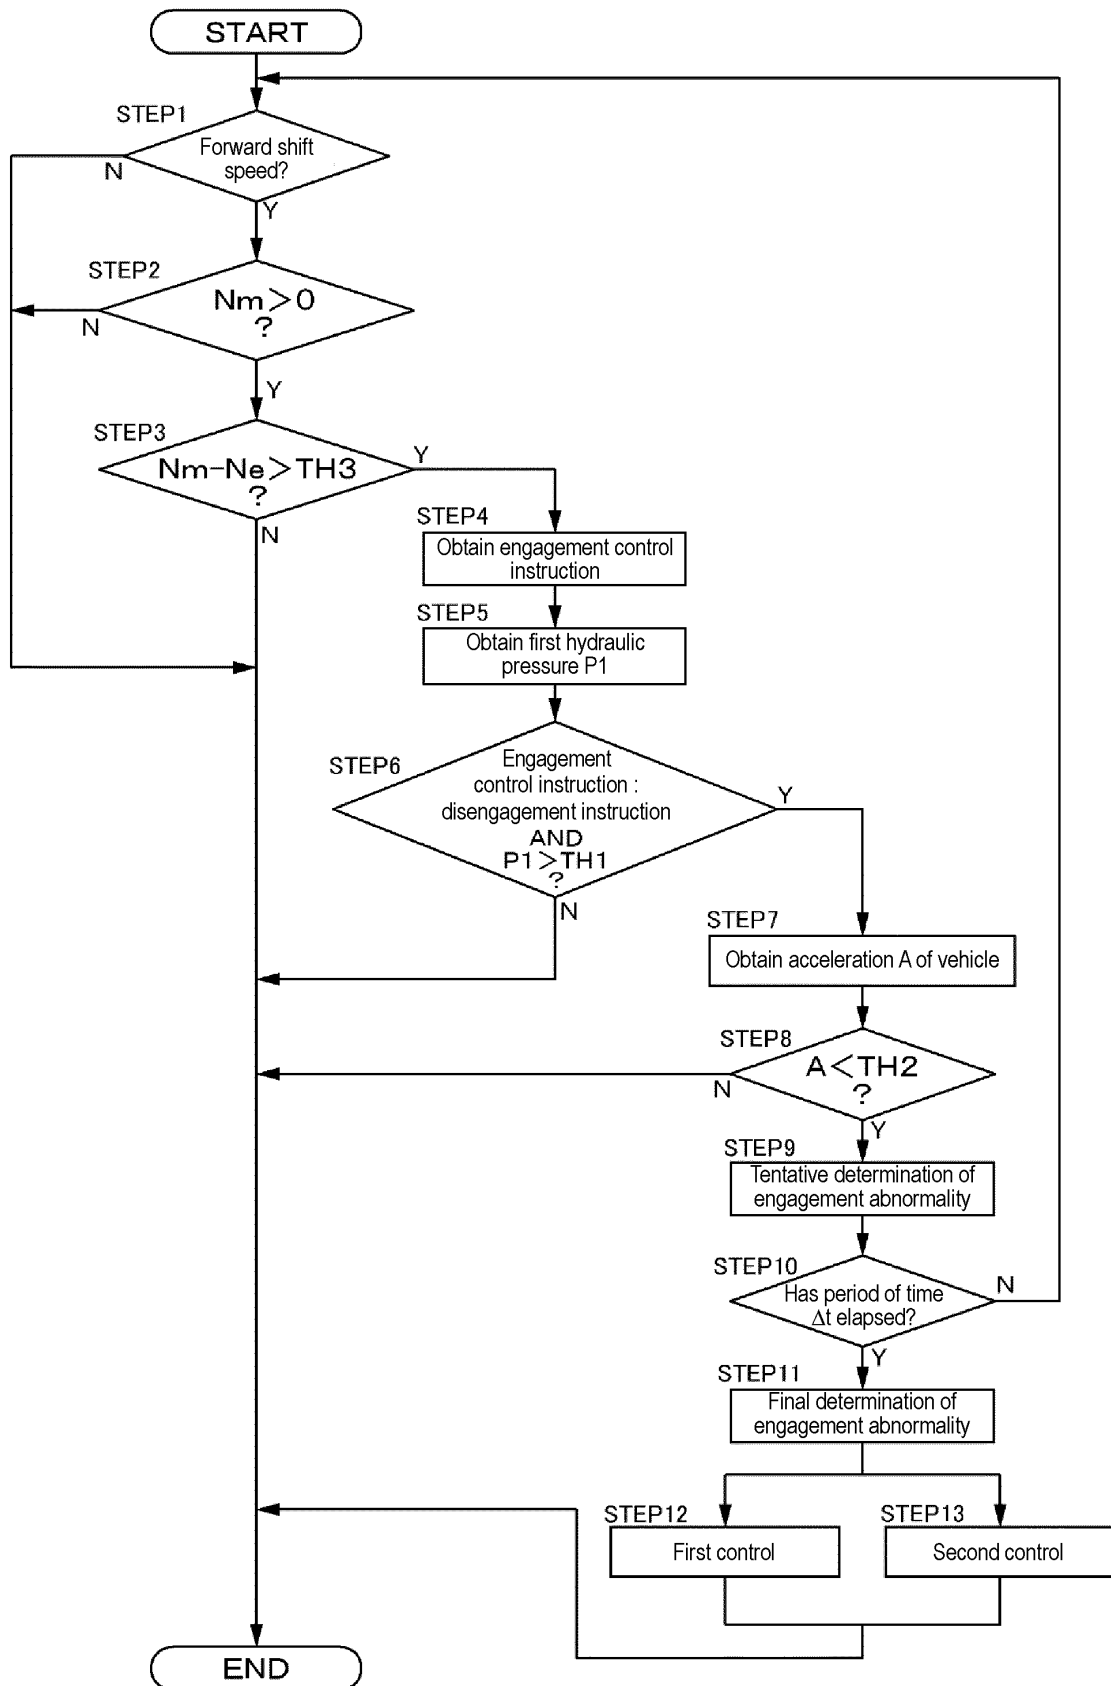 START
STEP1
Forward shift
speed?
N
Y
STEP2
Nm>0
?
N
Y
STEP3
Nm-Ne>TH3
?
Y
N
STEP4
Obtain engagement control
instruction
STEP5
Obtain first hydraulic
pressure P1
STEP6
Engagement
control instruction :
disengagement instruction
AND
P1>TH1
?
Y
N
STEP7
Obtain acceleration A of vehicle
STEP8
A<TH2
?
N
Y
STEP9
Tentative determination of
engagement abnormality
STEP10
Has period of time
Δt elapsed?
N
Y
STEP11
Final determination of
engagement abnormality
STEP12
First control
STEP13
Second control
END